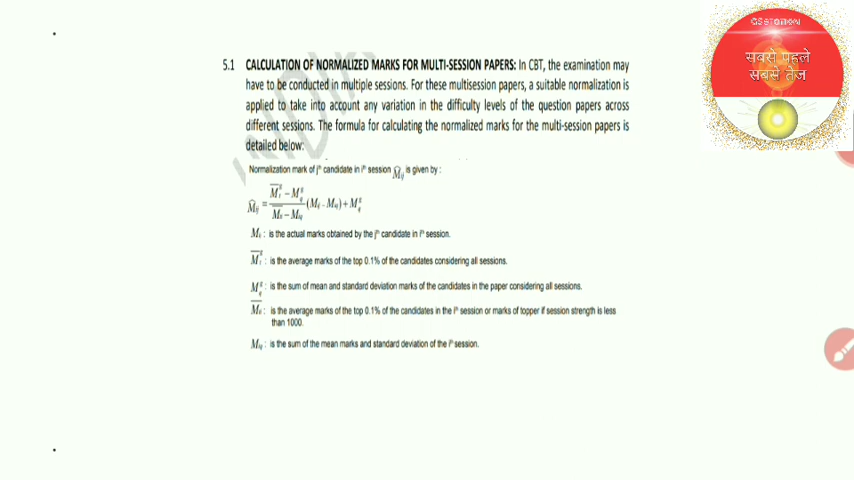 GSETORON
सबसे पहले
सबसे तेज
5.1 CALCULATION OF NORMALIZED MARKS FOR MULTI-SESSION PAPERS: In CBT, the examination may
have to be conducted in multiple sessions. For these multisession papers, a suitable normalization is
applied to take into account any variation in the difficulty levels of the question papers across
different sessions. The formula for calculating the normalized marks for the multi-session papers is
detailed below:
Normalization mark of jᵗʰ candidate in iᵗʰ session M̂ij is given by :
M̂ij = (M̄ᵍt − Mᵍq) / (M̄ti − Miq) (Mij − Miq) + Mᵍq
Mij : is the actual marks obtained by the jᵗʰ candidate in iᵗʰ session.
M̄ᵍt : is the average marks of the top 0.1% of the candidates considering all sessions.
Mᵍq : is the sum of mean and standard deviation marks of the candidates in the paper considering all sessions.
M̄ti : is the average marks of the top 0.1% of the candidates in the iᵗʰ session or marks of topper if session strength is less
than 1000.
Miq : is the sum of the mean marks and standard deviation of the iᵗʰ session.